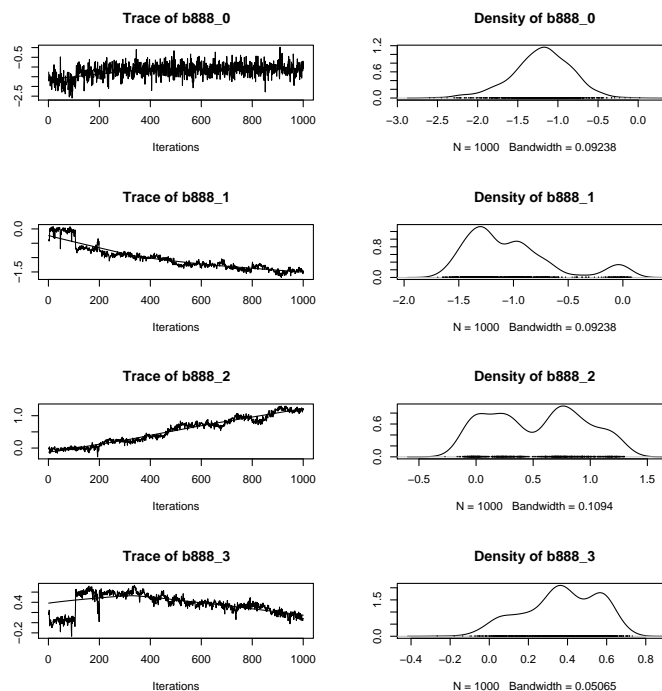 Trace of b888_0
Density of b888_0
−0.5
−2.5
0 200 400 600 800 1000
Iterations
1.2
0.6
0.0
−3.0 −2.5 −2.0 −1.5 −1.0 −0.5 0.0
N = 1000 Bandwidth = 0.09238
Trace of b888_1
Density of b888_1
0.0
−1.5
0 200 400 600 800 1000
Iterations
0.8
0.0
−2.0 −1.5 −1.0 −0.5 0.0
N = 1000 Bandwidth = 0.09238
Trace of b888_2
Density of b888_2
1.0
0.0
0 200 400 600 800 1000
Iterations
0.6
0.0
−0.5 0.0 0.5 1.0 1.5
N = 1000 Bandwidth = 0.1094
Trace of b888_3
Density of b888_3
0.4
−0.2
0 200 400 600 800 1000
Iterations
1.5
0.0
−0.4 −0.2 0.0 0.2 0.4 0.6 0.8
N = 1000 Bandwidth = 0.05065